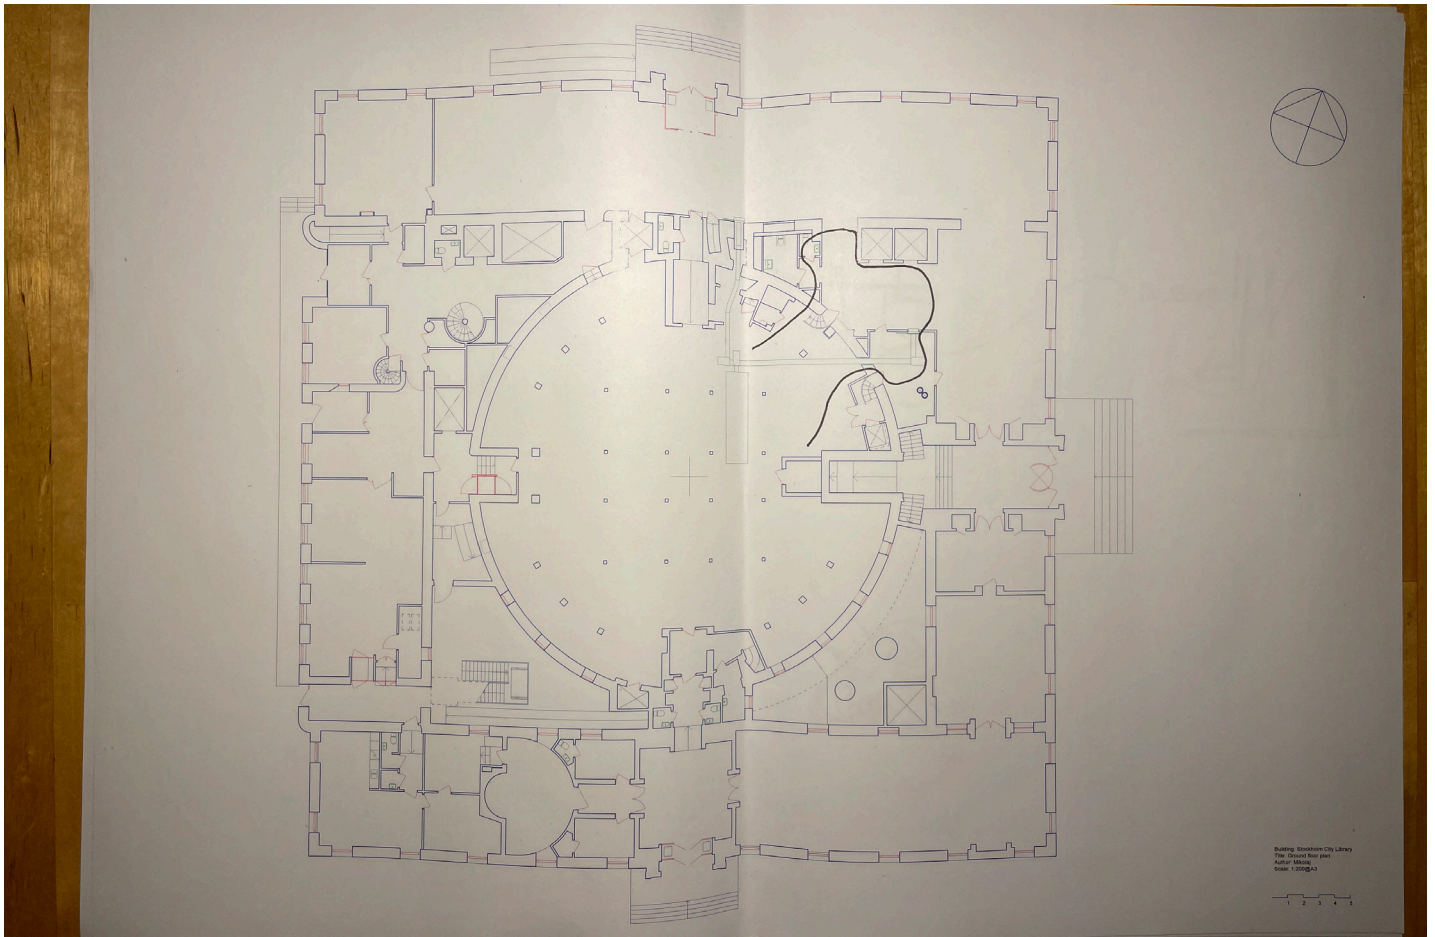 Building: Stockholm City Library
Title: Ground floor plan
Author: Mikolaj
Scale: 1:200@A3
1 2 3 4 5